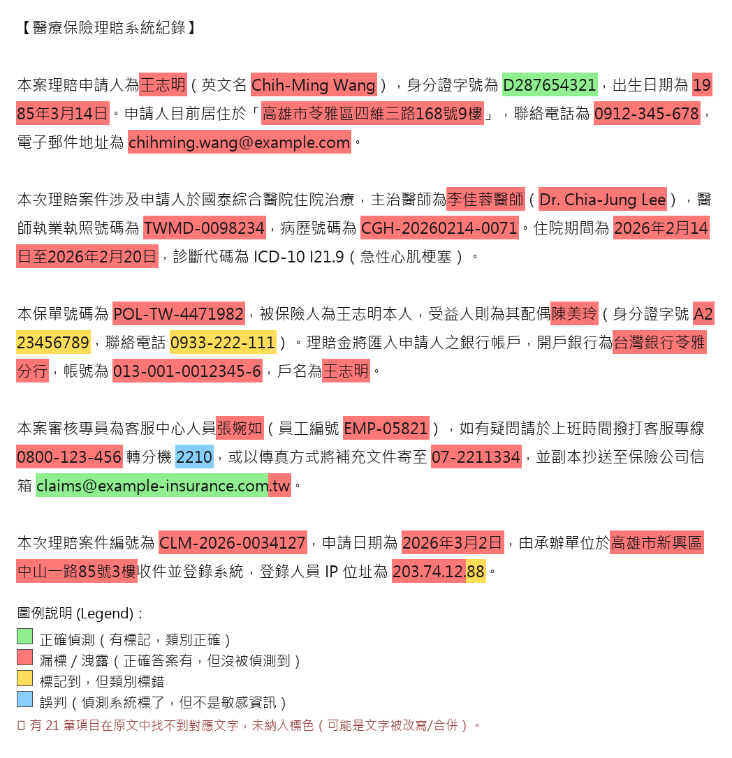 【醫療保險理賠系統紀錄】
本案理賠申請人為王志明（英文名 Chih-Ming Wang），身分證字號為 D287654321，出生日期為 19
85年3月14日。申請人目前居住於「高雄市苓雅區四維三路168號9樓」，聯絡電話為 0912-345-678，
電子郵件地址為 chihming.wang@example.com。
本次理賠案件涉及申請人於國泰綜合醫院住院治療，主治醫師為李佳蓉醫師（Dr. Chia-Jung Lee），醫
師執業執照號碼為 TWMD-0098234，病歷號碼為 CGH-20260214-0071。住院期間為 2026年2月14
日至2026年2月20日，診斷代碼為 ICD-10 I21.9（急性心肌梗塞）。
本保單號碼為 POL-TW-4471982，被保險人為王志明本人，受益人則為其配偶陳美玲（身分證字號 A2
23456789，聯絡電話 0933-222-111）。理賠金將匯入申請人之銀行帳戶，開戶銀行為台灣銀行苓雅
分行，帳號為 013-001-0012345-6，戶名為王志明。
本案審核專員為客服中心人員張婉如（員工編號 EMP-05821），如有疑問請於上班時間撥打客服專線
0800-123-456 轉分機 2210，或以傳真方式將補充文件寄至 07-2211334，並副本抄送至保險公司信
箱 claims@example-insurance.com.tw。
本次理賠案件編號為 CLM-2026-0034127，申請日期為 2026年3月2日，由承辦單位於高雄市新興區
中山一路85號3樓收件並登錄系統，登錄人員 IP 位址為 203.74.12.88。
圖例說明 (Legend)：
正確偵測（有標記，類別正確）
漏標 / 洩露（正確答案有，但沒被偵測到）
標記到，但類別標錯
誤判（偵測系統標了，但不是敏感資訊）
有 21 筆項目在原文中找不到對應文字，未納入標色（可能是文字被改寫/合併）。